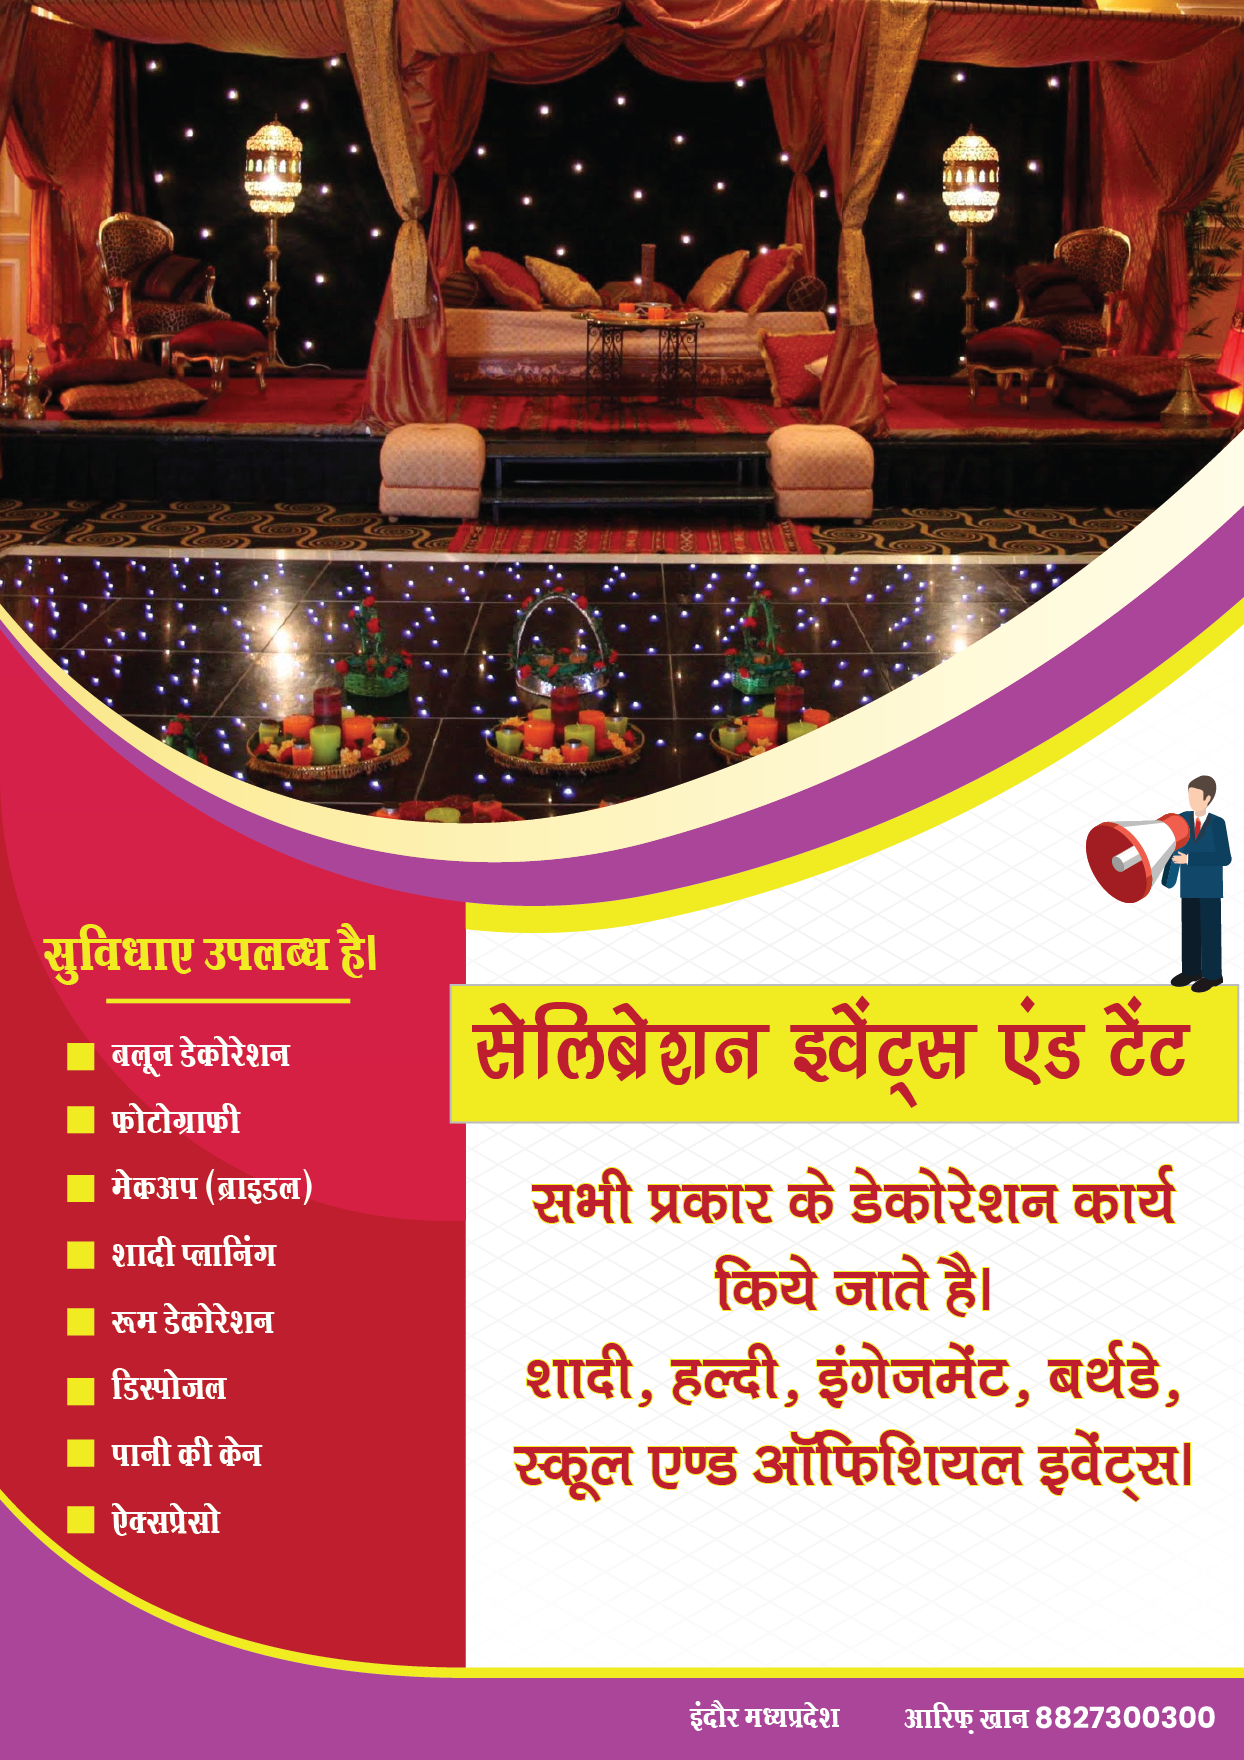 सुविधाए उपलब्ध है।
बलून डेकोरेशन
फोटोग्राफी
मेकअप (ब्राइडल)
शादी प्लानिंग
रूम डेकोरेशन
डिस्पोजल
पानी की केन
ऐक्सप्रेसो
सेलिब्रेशन इवेंट्स एंड टेंट
सभी प्रकार के डेकोरेशन कार्य
किये जाते है।
शादी, हल्दी, इंगेजमेंट, बर्थडे,
स्कूल एण्ड ऑफिशियल इवेंट्स।
इंदौर मध्यप्रदेश आरिफ़ खान 8827300300